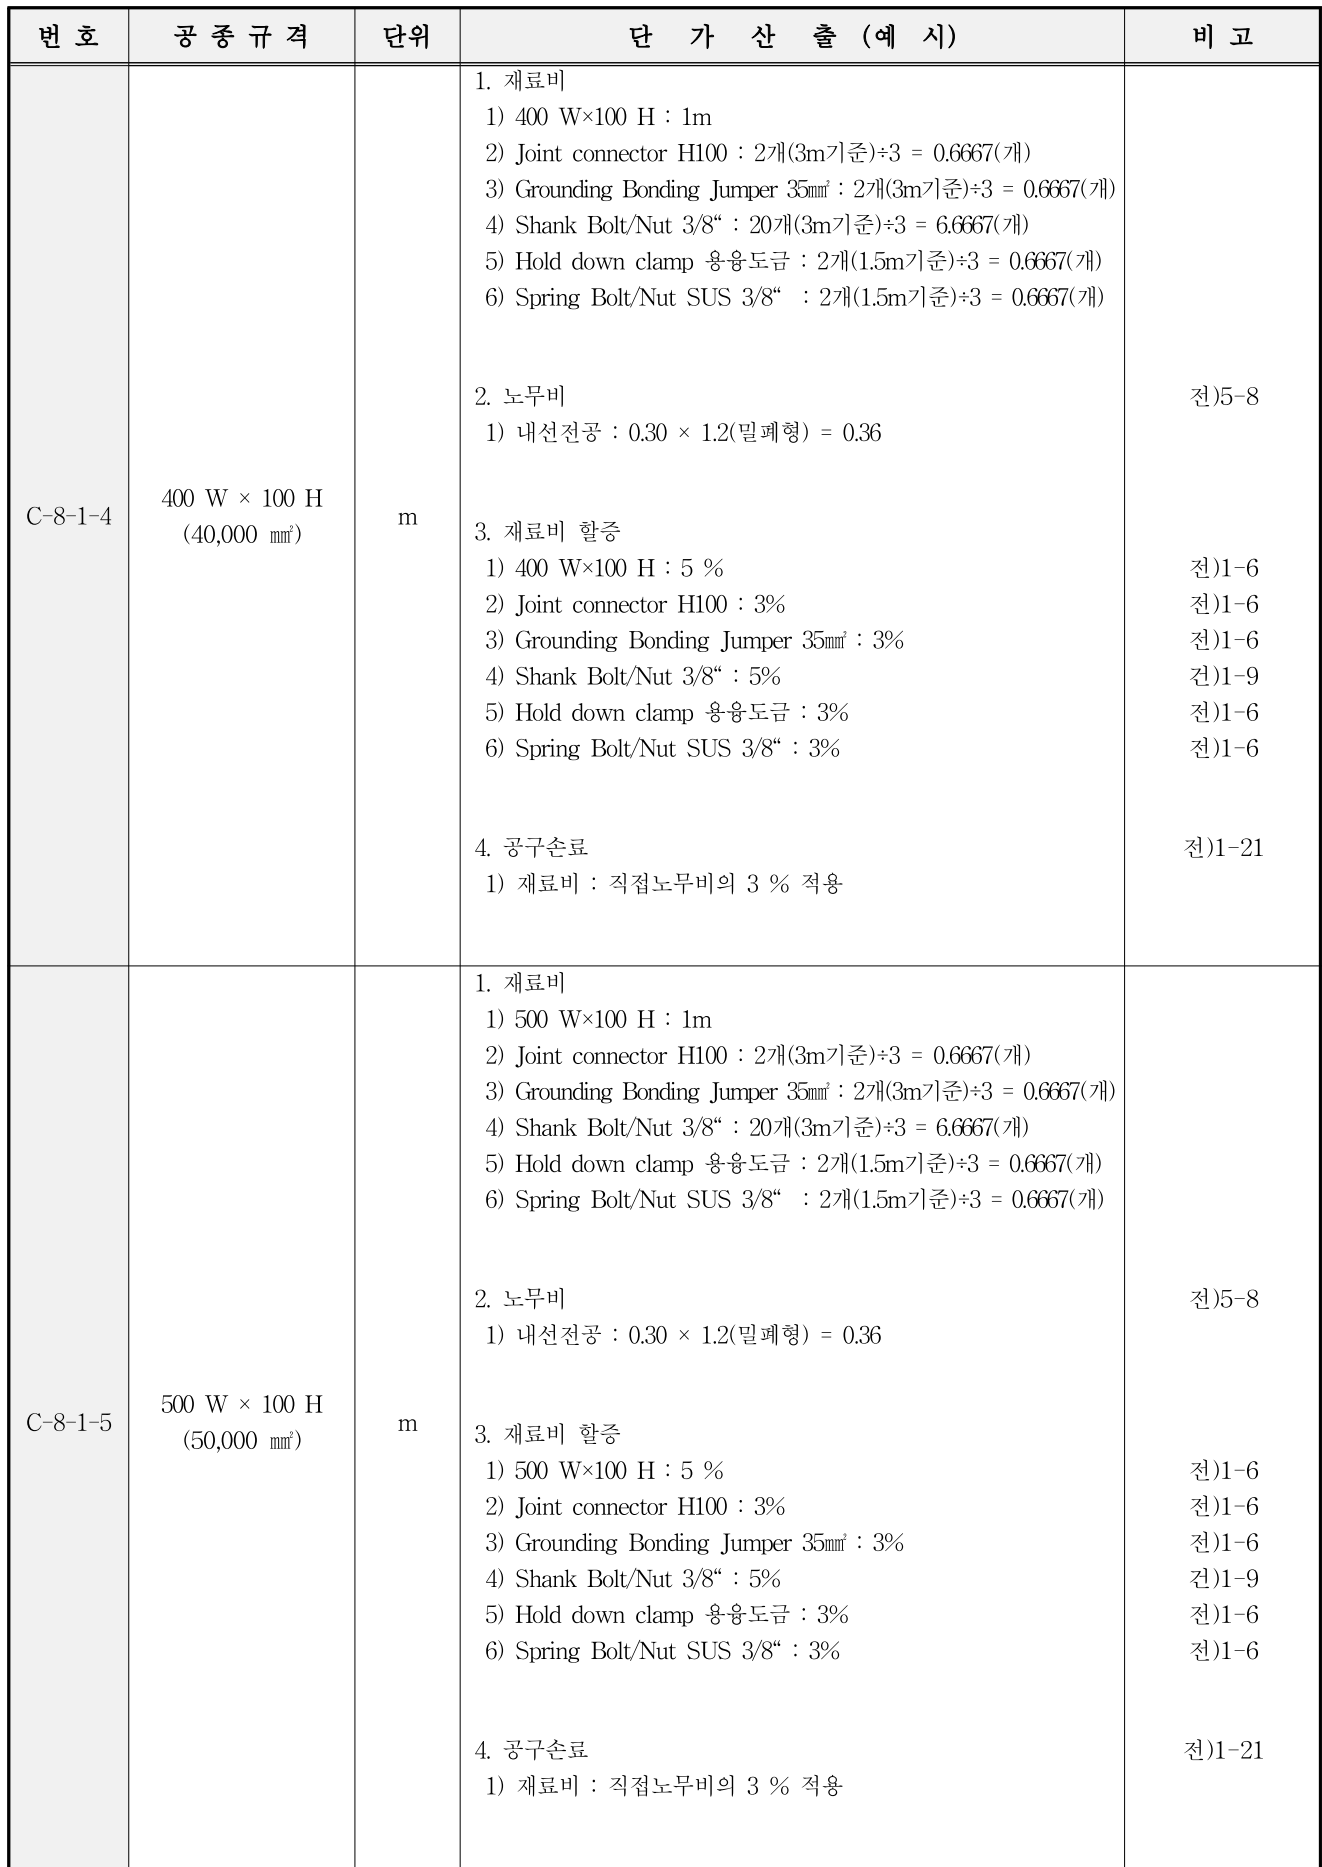 번 호 공 종 규 격 단위 단 가 산 출 (예 시) 비 고
1. 재료비
1) 400 W×100 H : 1m
2) Joint connector H100 : 2개(3m기준)÷3 = 0.6667(개)
3) Grounding Bonding Jumper 35㎟ : 2개(3m기준)÷3 = 0.6667(개)
4) Shank Bolt/Nut 3/8“ : 20개(3m기준)÷3 = 6.6667(개)
5) Hold down clamp 용융도금 : 2개(1.5m기준)÷3 = 0.6667(개)
6) Spring Bolt/Nut SUS 3/8“ : 2개(1.5m기준)÷3 = 0.6667(개)
2. 노무비 전)5-8
1) 내선전공 : 0.30 × 1.2(밀폐형) = 0.36
C-8-1-4 400 W × 100 H m
(40,000 ㎟)
3. 재료비 할증
1) 400 W×100 H : 5 % 전)1-6
2) Joint connector H100 : 3% 전)1-6
3) Grounding Bonding Jumper 35㎟ : 3% 전)1-6
4) Shank Bolt/Nut 3/8“ : 5% 건)1-9
5) Hold down clamp 용융도금 : 3% 전)1-6
6) Spring Bolt/Nut SUS 3/8“ : 3% 전)1-6
4. 공구손료 전)1-21
1) 재료비 : 직접노무비의 3 % 적용
1. 재료비
1) 500 W×100 H : 1m
2) Joint connector H100 : 2개(3m기준)÷3 = 0.6667(개)
3) Grounding Bonding Jumper 35㎟ : 2개(3m기준)÷3 = 0.6667(개)
4) Shank Bolt/Nut 3/8“ : 20개(3m기준)÷3 = 6.6667(개)
5) Hold down clamp 용융도금 : 2개(1.5m기준)÷3 = 0.6667(개)
6) Spring Bolt/Nut SUS 3/8“ : 2개(1.5m기준)÷3 = 0.6667(개)
2. 노무비 전)5-8
1) 내선전공 : 0.30 × 1.2(밀폐형) = 0.36
C-8-1-5 500 W × 100 H m
(50,000 ㎟)
3. 재료비 할증
1) 500 W×100 H : 5 % 전)1-6
2) Joint connector H100 : 3% 전)1-6
3) Grounding Bonding Jumper 35㎟ : 3% 전)1-6
4) Shank Bolt/Nut 3/8“ : 5% 건)1-9
5) Hold down clamp 용융도금 : 3% 전)1-6
6) Spring Bolt/Nut SUS 3/8“ : 3% 전)1-6
4. 공구손료 전)1-21
1) 재료비 : 직접노무비의 3 % 적용